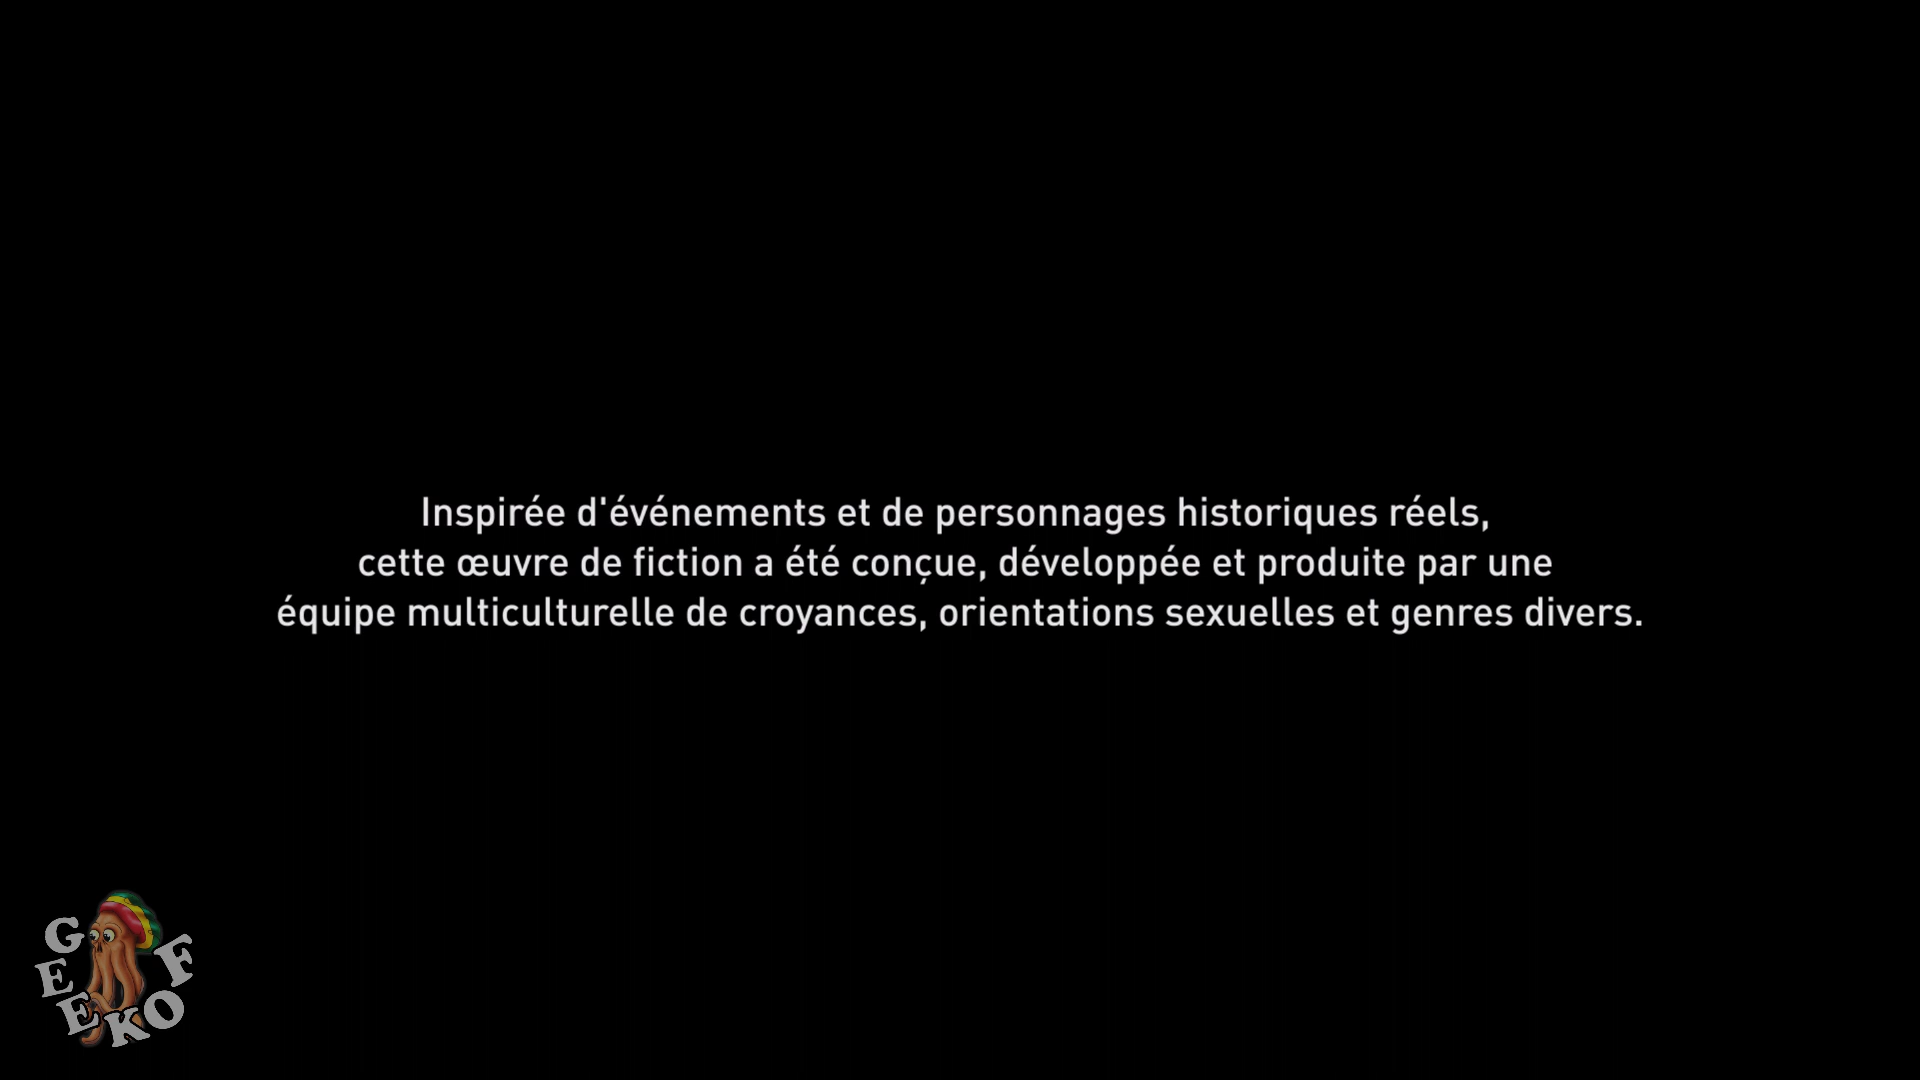 Inspirée d'événements et de personnages historiques réels,
cette œuvre de fiction a été conçue, développée et produite par une
équipe multiculturelle de croyances, orientations sexuelles et genres divers.
GEEKOF